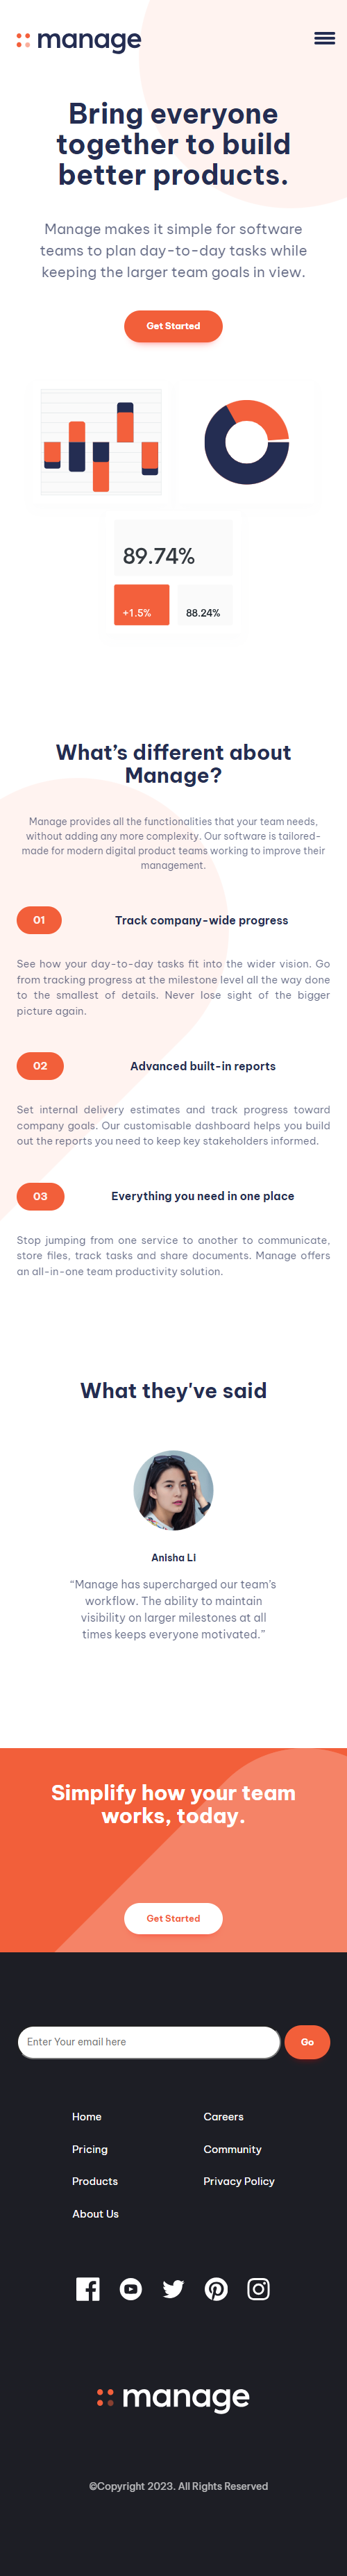 manage
Bring everyone
together to build
better products.
Manage makes it simple for software
teams to plan day-to-day tasks while
keeping the larger team goals in view.
Get Started
89.74%
+1.5%
88.24%
What’s different about
Manage?
Manage provides all the functionalities that your team needs,
without adding any more complexity. Our software is tailored-
made for modern digital product teams working to improve their
management.
01
Track company-wide progress
See how your day-to-day tasks fit into the wider vision. Go
from tracking progress at the milestone level all the way done
to the smallest of details. Never lose sight of the bigger
picture again.
02
Advanced built-in reports
Set internal delivery estimates and track progress toward
company goals. Our customisable dashboard helps you build
out the reports you need to keep key stakeholders informed.
03
Everything you need in one place
Stop jumping from one service to another to communicate,
store files, track tasks and share documents. Manage offers
an all-in-one team productivity solution.
What they've said
Anisha Li
“Manage has supercharged our team’s
workflow. The ability to maintain
visibility on larger milestones at all
times keeps everyone motivated.”
Simplify how your team
works, today.
Get Started
Enter Your email here
Go
Home
Careers
Pricing
Community
Products
Privacy Policy
About Us
manage
©Copyright 2023. All Rights Reserved